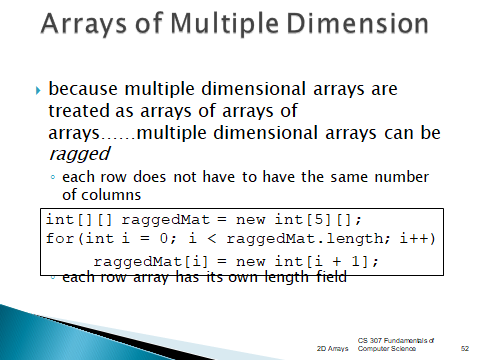 Arrays of Multiple Dimension
because multiple dimensional arrays are
treated as arrays of arrays of
arrays……multiple dimensional arrays can be
ragged
each row does not have to have the same number
of columns
int[][] raggedMat = new int[5][];
for(int i = 0; i < raggedMat.length; i++)
raggedMat[i] = new int[i + 1];
each row array has its own length field
2D Arrays
CS 307 Fundamentals of
Computer Science
52